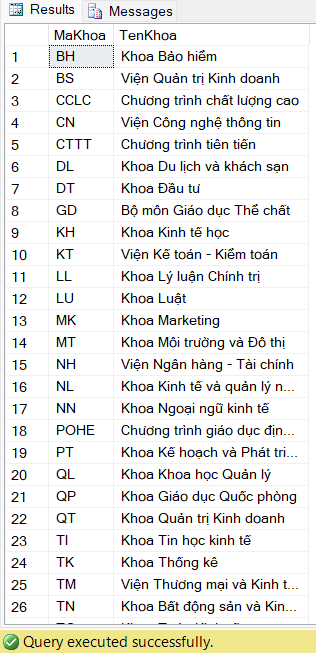 Results Messages
MaKhoa TenKhoa
1 BH Khoa Bảo hiểm
2 BS Viện Quản trị Kinh doanh
3 CCLC Chương trình chất lượng cao
4 CN Viện Công nghệ thông tin
5 CTTT Chương trình tiên tiến
6 DL Khoa Du lịch và khách sạn
7 DT Khoa Đầu tư
8 GD Bộ môn Giáo dục Thể chất
9 KH Khoa Kinh tế học
10 KT Viện Kế toán - Kiểm toán
11 LL Khoa Lý luận Chính trị
12 LU Khoa Luật
13 MK Khoa Marketing
14 MT Khoa Môi trường và Đô thị
15 NH Viện Ngân hàng - Tài chính
16 NL Khoa Kinh tế và quản lý n...
17 NN Khoa Ngoại ngữ kinh tế
18 POHE Chương trình giáo dục địn...
19 PT Khoa Kế hoạch và Phát tri...
20 QL Khoa Khoa học Quản lý
21 QP Khoa Giáo dục Quốc phòng
22 QT Khoa Quản trị Kinh doanh
23 TI Khoa Tin học kinh tế
24 TK Khoa Thống kê
25 TM Viện Thương mại và Kinh t...
26 TN Khoa Bất động sản và Kin...
Query executed successfully.